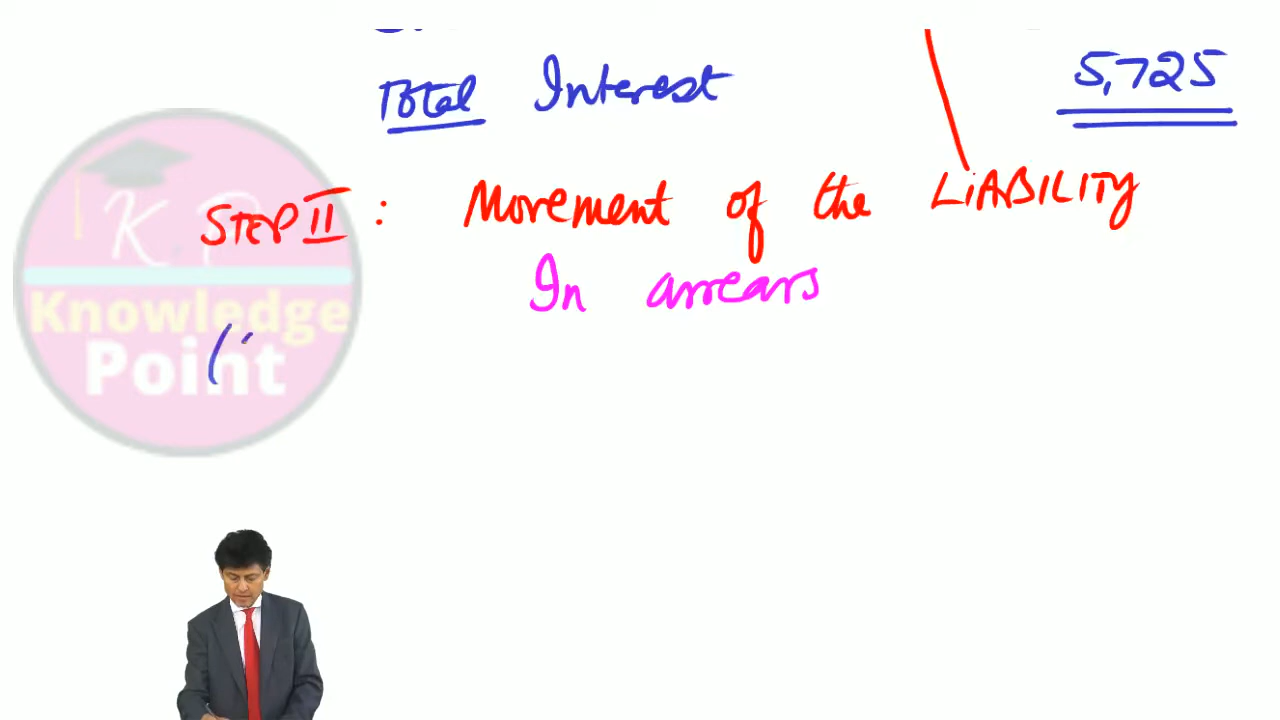 Total Interest 5,725
STEP II : Movement of the LIABILITY
In arrears
K.P
Knowledge
Point